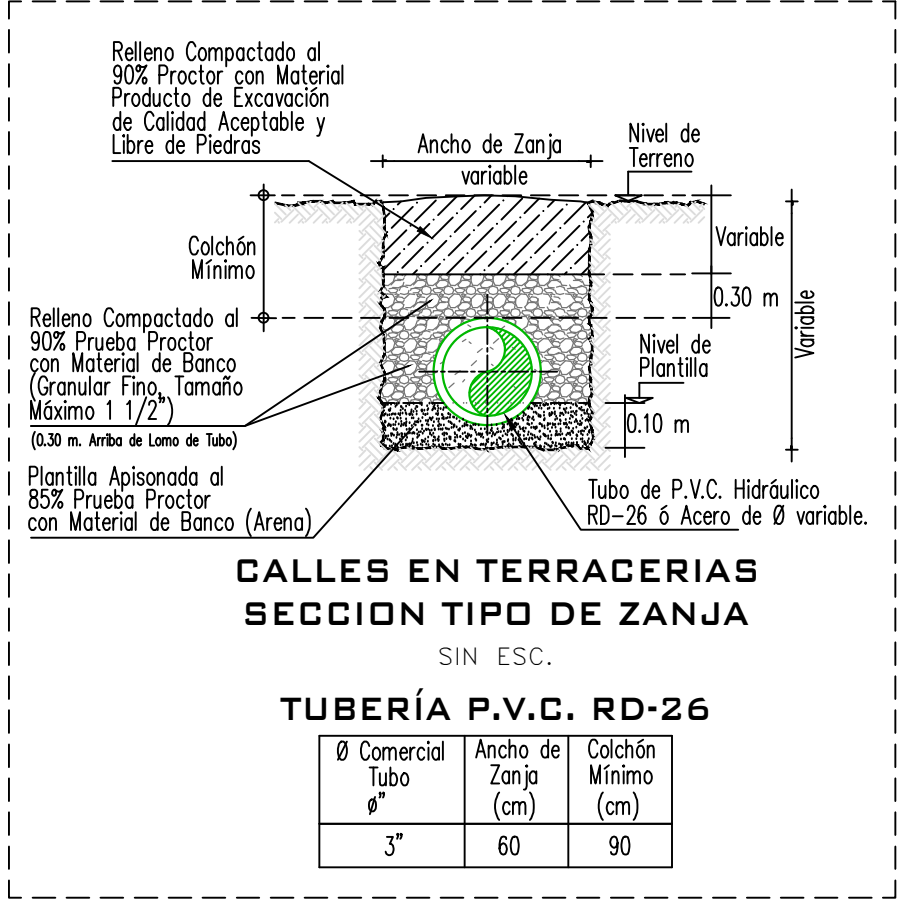 Relleno Compactado al
90% Proctor con Material
Producto de Excavación
de Calidad Aceptable y
Libre de Piedras
Ancho de Zanja
variable
Nivel de
Terreno
Colchón
Mínimo
Variable
0.30 m
Variable
Relleno Compactado al
90% Prueba Proctor
con Material de Banco
(Granular Fino, Tamaño
Máximo 1 1/2")
(0.30 m. Arriba de Lomo de Tubo)
Nivel de
Plantilla
0.10 m
Plantilla Apisonada al
85% Prueba Proctor
con Material de Banco (Arena)
Tubo de P.V.C. Hidráulico
RD-26 ó Acero de Ø variable.
CALLES EN TERRACERIAS
SECCION TIPO DE ZANJA
SIN ESC.
TUBERÍA P.V.C. RD-26
Ø Comercial
Tubo
ø"
Ancho de
Zanja
(cm)
Colchón
Mínimo
(cm)
3" 60 90